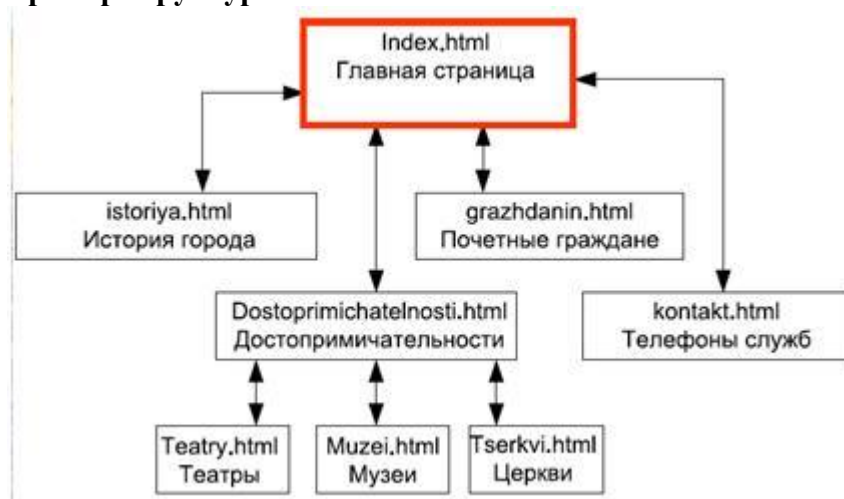 Index.html
Главная страница
istoriya.html
История города
grazhdanin.html
Почетные граждане
Dostoprimichatelnosti.html
Достопримичательности
kontakt.html
Телефоны служб
Teatry.html
Театры
Muzei.html
Музеи
Tserkvi.html
Церкви